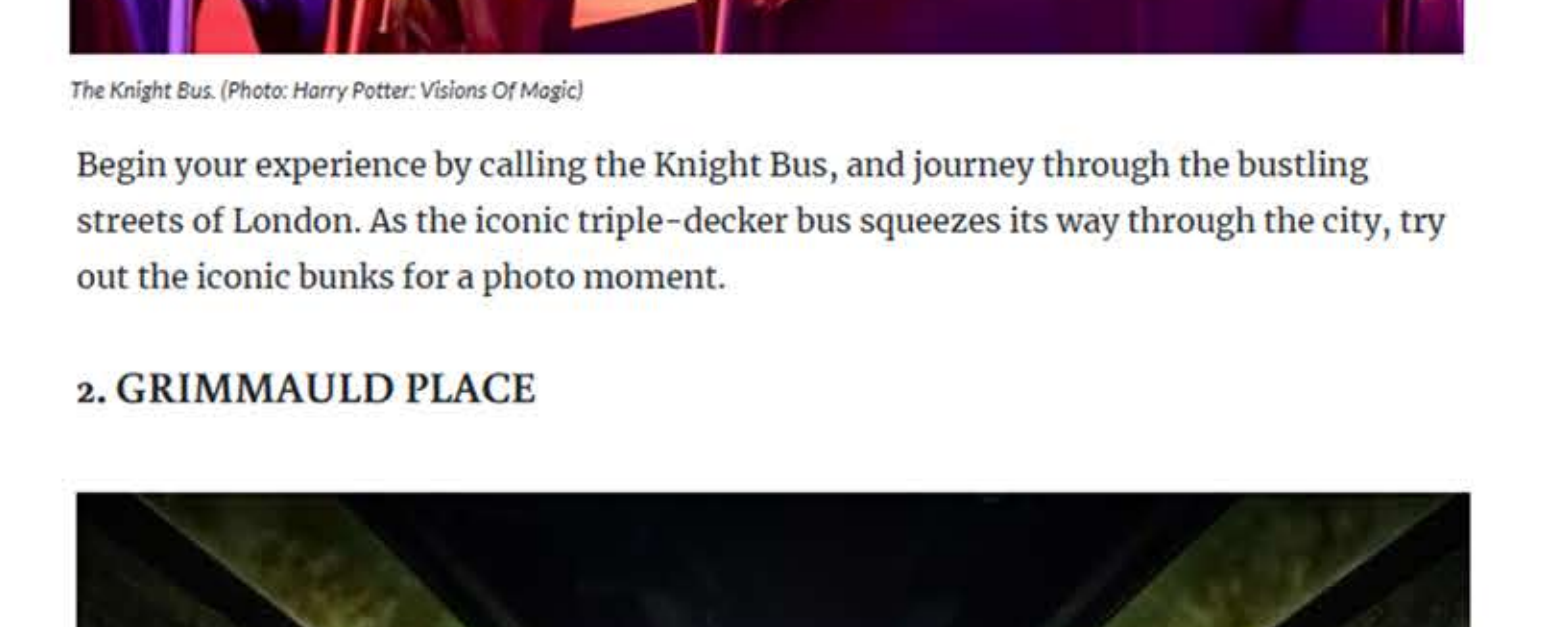 The Knight Bus. (Photo: Harry Potter: Visions Of Magic)
Begin your experience by calling the Knight Bus, and journey through the bustling
streets of London. As the iconic triple-decker bus squeezes its way through the city, try
out the iconic bunks for a photo moment.
2. GRIMMAULD PLACE